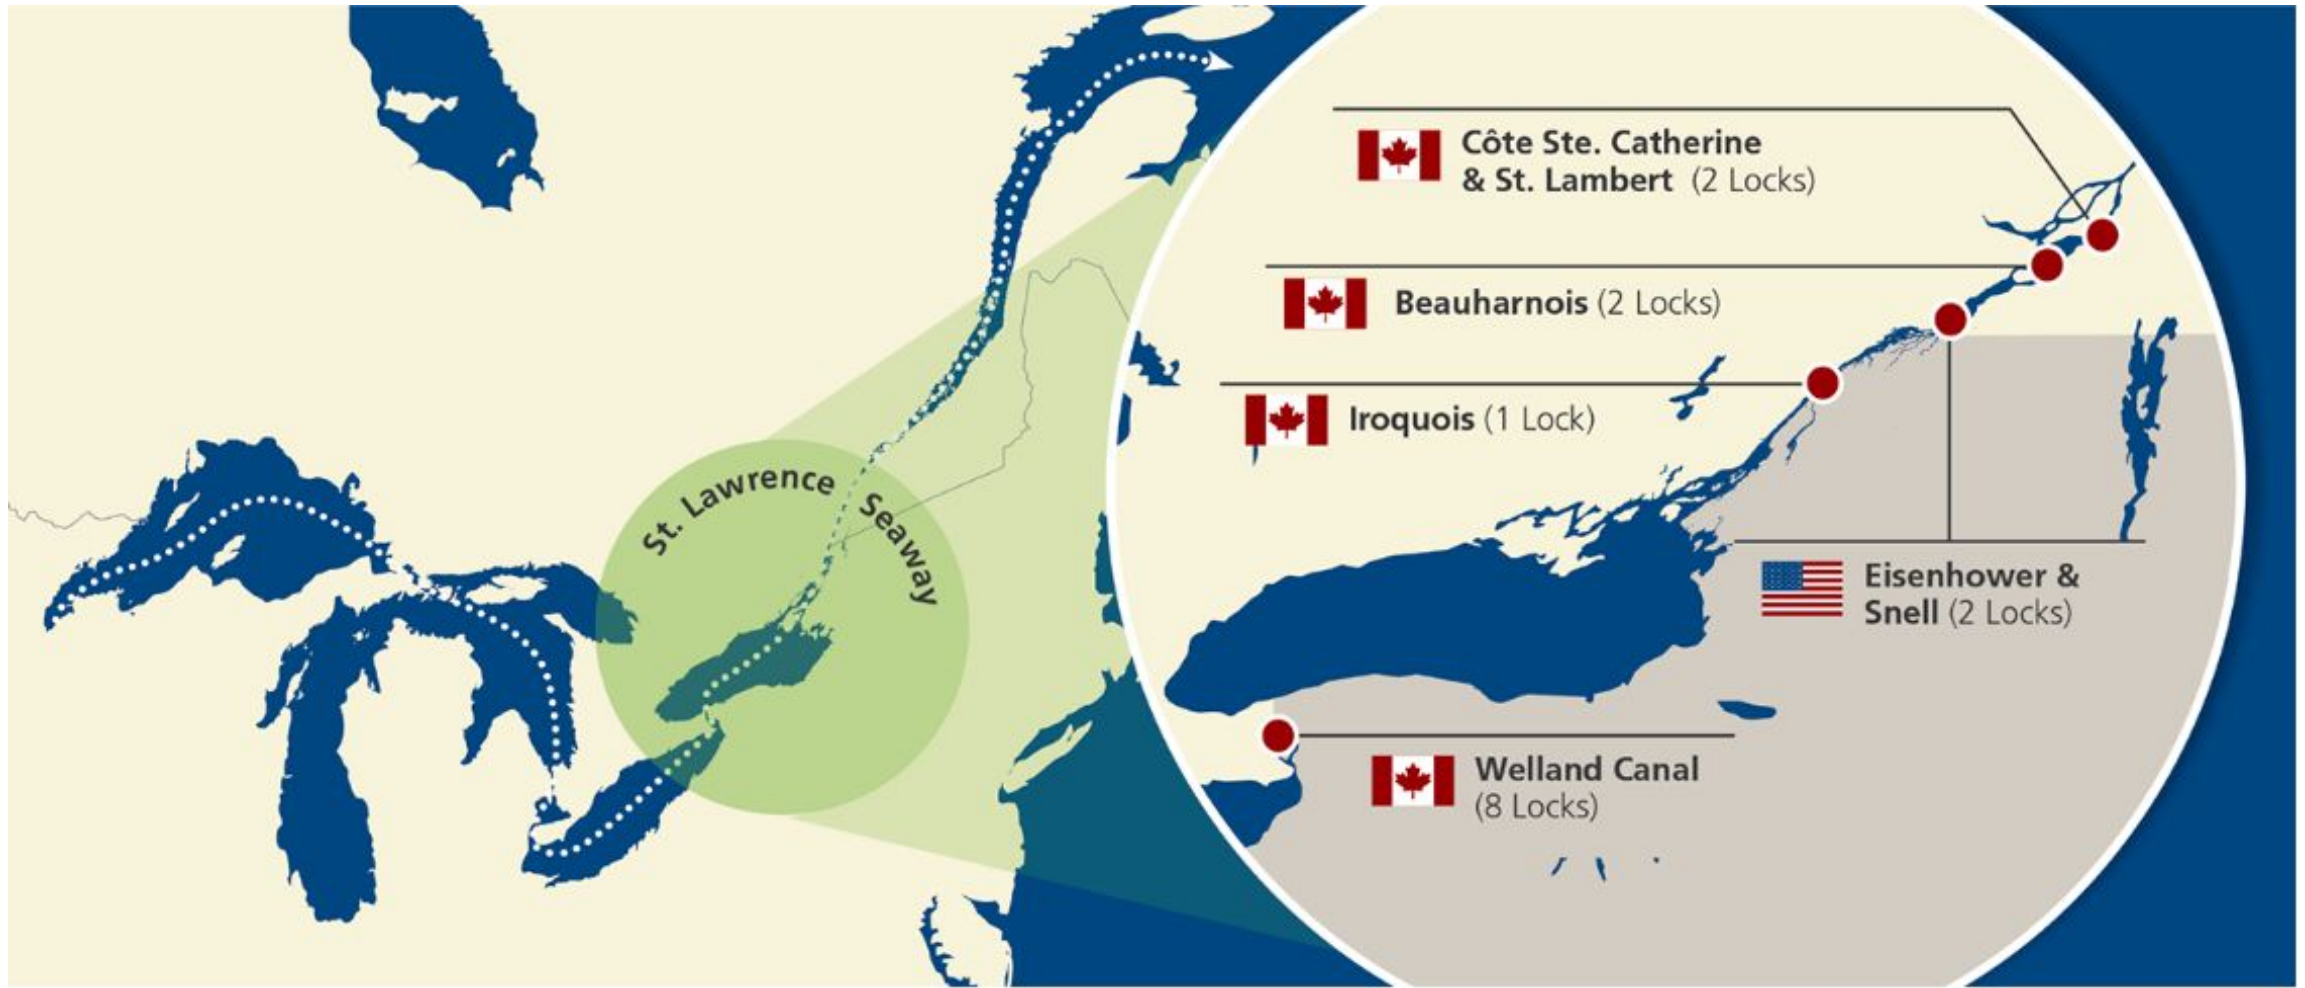 St. Lawrence Seaway
Côte Ste. Catherine
& St. Lambert (2 Locks)
Beauharnois (2 Locks)
Iroquois (1 Lock)
Eisenhower &
Snell (2 Locks)
Welland Canal
(8 Locks)